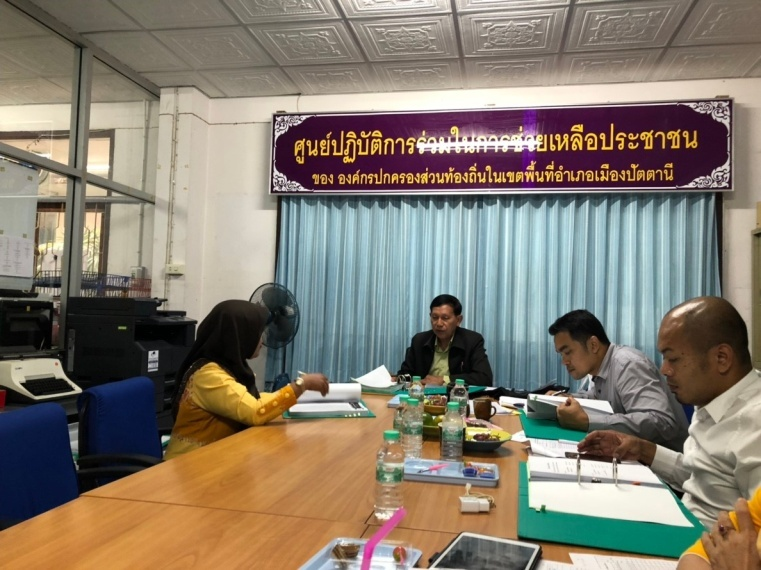 ศูนย์ปฏิบัติการร่วมในการช่วยเหลือประชาชน
ของ องค์กรปกครองส่วนท้องถิ่นในเขตพื้นที่อำเภอเมืองปัตตานี